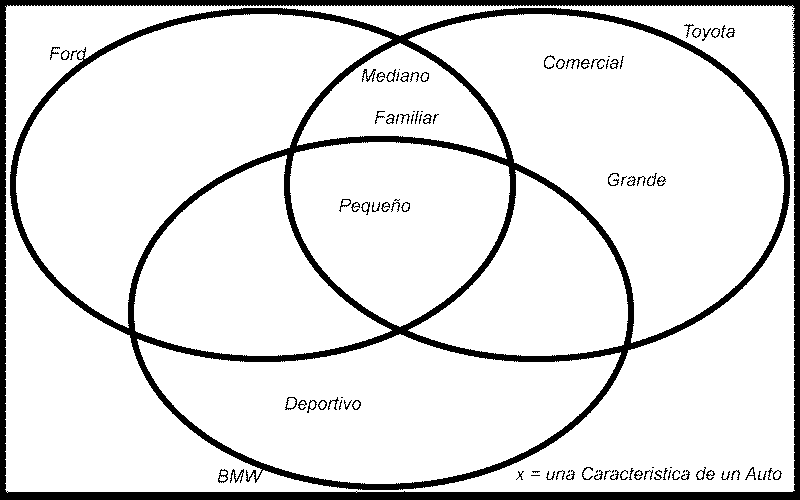 Ford
Toyota
Mediano
Comercial
Familiar
Grande
Pequeño
Deportivo
BMW
x = una Caracteristica de un Auto